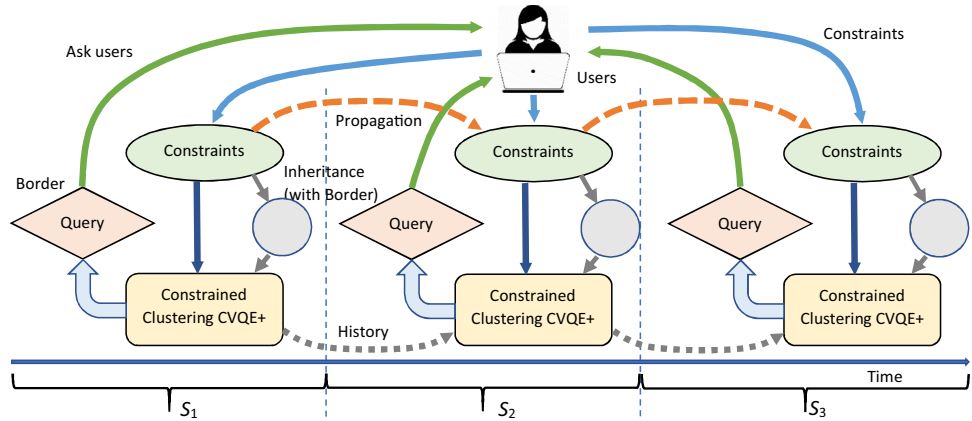 Ask users
Constraints
Users
Propagation
Constraints
Constraints
Constraints
Inheritance
(with Border)
Border
Query
Query
Query
Constrained
Clustering CVQE+
Constrained
Clustering CVQE+
Constrained
Clustering CVQE+
History
Time
S1
S2
S3